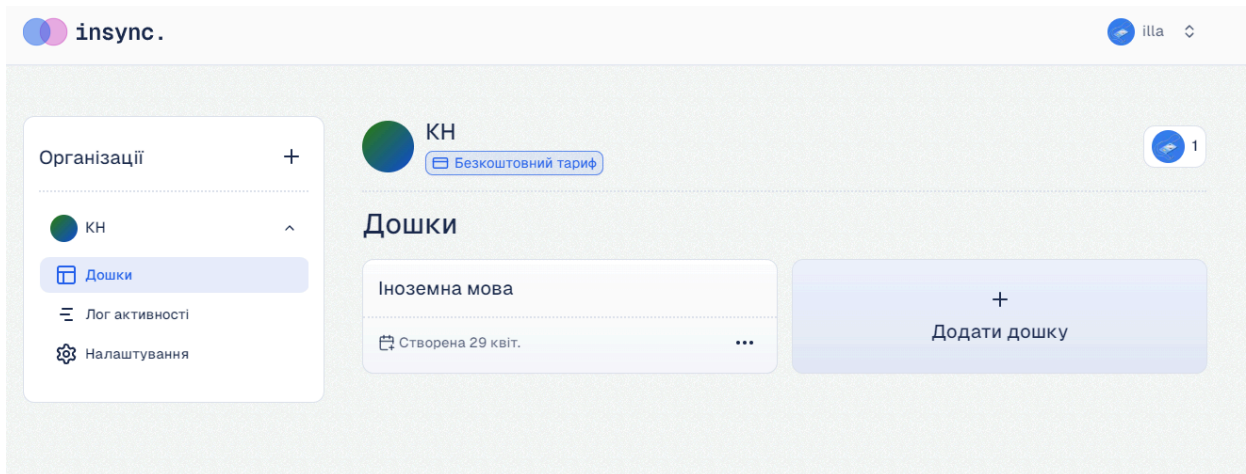 insync.
illa
Організації
КН
Дошки
Лог активності
Налаштування
КН
Безкоштовний тариф
1
Дошки
Іноземна мова
Створена 29 квіт.
Додати дошку